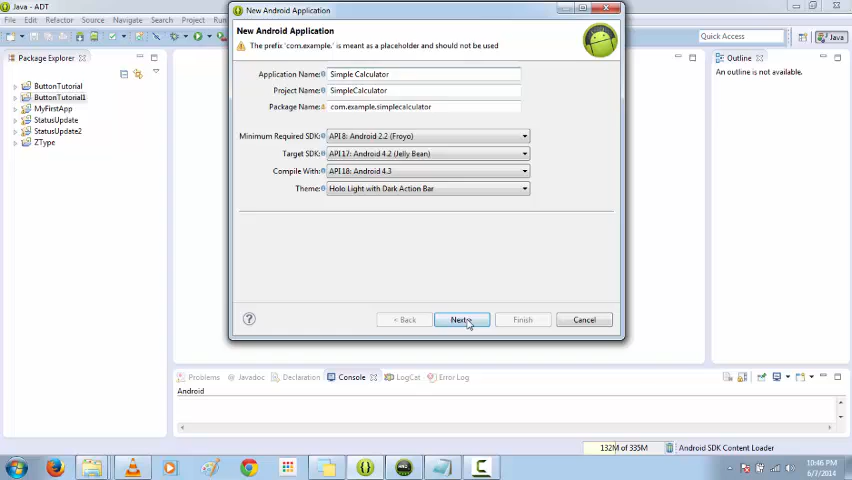 Java - ADT
New Android Application
File Edit Source Navigate Search Project
New Android Application
The prefix 'com.example.' is meant as a placeholder and should not be used
Quick Access
Java
Package Explorer
Outline
An outline is not available.
ButtonTutorial
ButtonTutorial1
MyFirstApp
StatusUpdate
StatusUpdate2
ZType
Application Name: Simple Calculator
Project Name: SimpleCalculator
Package Name: com.example.simplecalculator
Minimum Required SDK: API 8: Android 2.2 (Froyo)
Target SDK: API 17: Android 4.2 (Jelly Bean)
Compile With: API 18: Android 4.3
Theme: Holo Light with Dark Action Bar
? < Back Next > Finish Cancel
Problems Javadoc Declaration Console LogCat Error Log
Android
132M of 335M Android SDK Content Loader
10:46 PM
6/7/2014